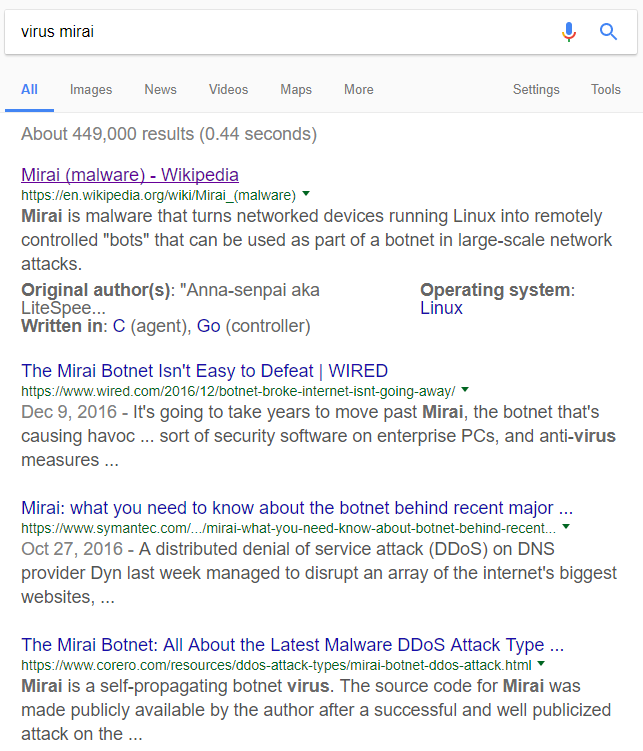 virus mirai
All Images News Videos Maps More Settings Tools
About 449,000 results (0.44 seconds)
Mirai (malware) - Wikipedia
https://en.wikipedia.org/wiki/Mirai_(malware)
Mirai is malware that turns networked devices running Linux into remotely
controlled "bots" that can be used as part of a botnet in large-scale network
attacks.
Original author(s): "Anna-senpai aka Operating system:
LiteSpee... Linux
Written in: C (agent), Go (controller)
The Mirai Botnet Isn't Easy to Defeat | WIRED
https://www.wired.com/2016/12/botnet-broke-internet-isnt-going-away/
Dec 9, 2016 - It's going to take years to move past Mirai, the botnet that's
causing havoc ... sort of security software on enterprise PCs, and anti-virus
measures ...
Mirai: what you need to know about the botnet behind recent major ...
https://www.symantec.com/.../mirai-what-you-need-know-about-botnet-behind-recent...
Oct 27, 2016 - A distributed denial of service attack (DDoS) on DNS
provider Dyn last week managed to disrupt an array of the internet's biggest
websites, ...
The Mirai Botnet: All About the Latest Malware DDoS Attack Type ...
https://www.corero.com/resources/ddos-attack-types/mirai-botnet-ddos-attack.html
Mirai is a self-propagating botnet virus. The source code for Mirai was
made publicly available by the author after a successful and well publicized
attack on the ...